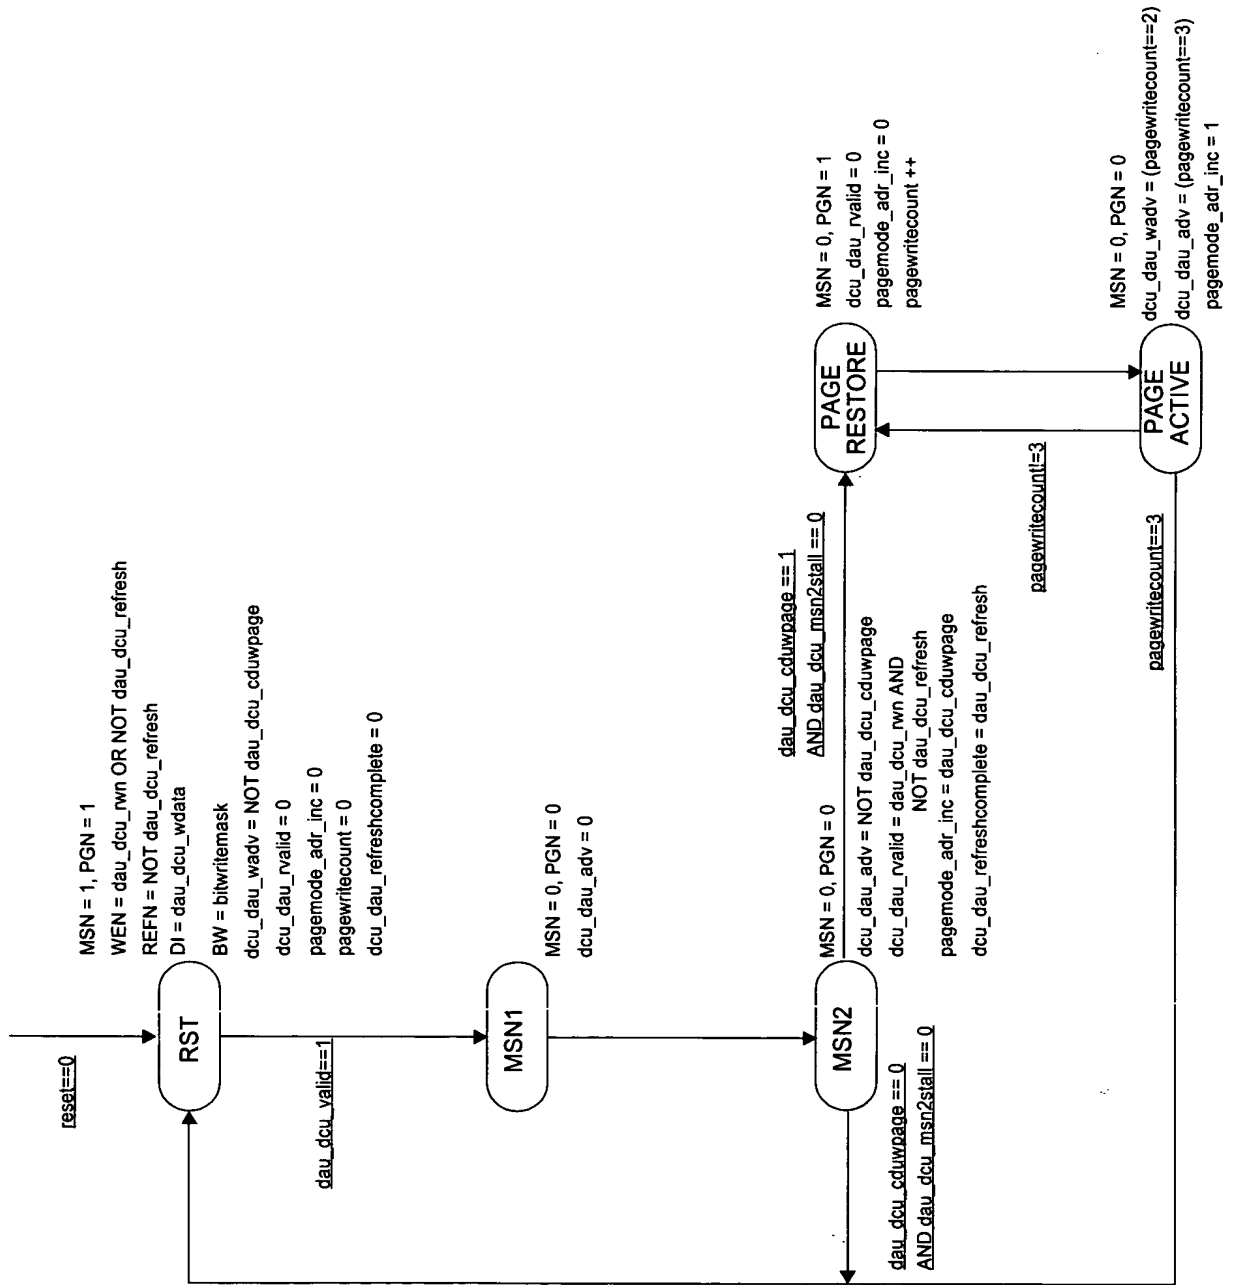 reset==0
RST
MSN = 1, PGN = 1
WEN = dau_dcu_rwn OR NOT dau_dcu_refresh
REFN = NOT dau_dcu_refresh
DI = dau_dcu_wdata
BW = bitwritemask
dcu_dau_wadv = NOT dau_dcu_cduwpage
dcu_dau_rvalid = 0
pagemode_adr_inc = 0
pagewritecount = 0
dcu_dau_refreshcomplete = 0
dau_dcu_valid==1
MSN1
MSN = 0, PGN = 0
dcu_dau_adv = 0
MSN2
MSN = 0, PGN = 0
dcu_dau_adv = NOT dau_dcu_cduwpage
dcu_dau_rvalid = dau_dcu_rwn AND
NOT dau_dcu_refresh
pagemode_adr_inc = dau_dcu_cduwpage
dcu_dau_refreshcomplete = dau_dcu_refresh
dau_dcu_cduwpage == 0
AND dau_dcu_msn2stall == 0
dau_dcu_cduwpage == 1
AND dau_dcu_msn2stall == 0
PAGE
RESTORE
MSN = 0, PGN = 1
dcu_dau_rvalid = 0
pagemode_adr_inc = 0
pagewritecount ++
pagewritecount!=3
pagewritecount==3
PAGE
ACTIVE
MSN = 0, PGN = 0
dcu_dau_wadv = (pagewritecount==2)
dcu_dau_adv = (pagewritecount==3)
pagemode_adr_inc = 1